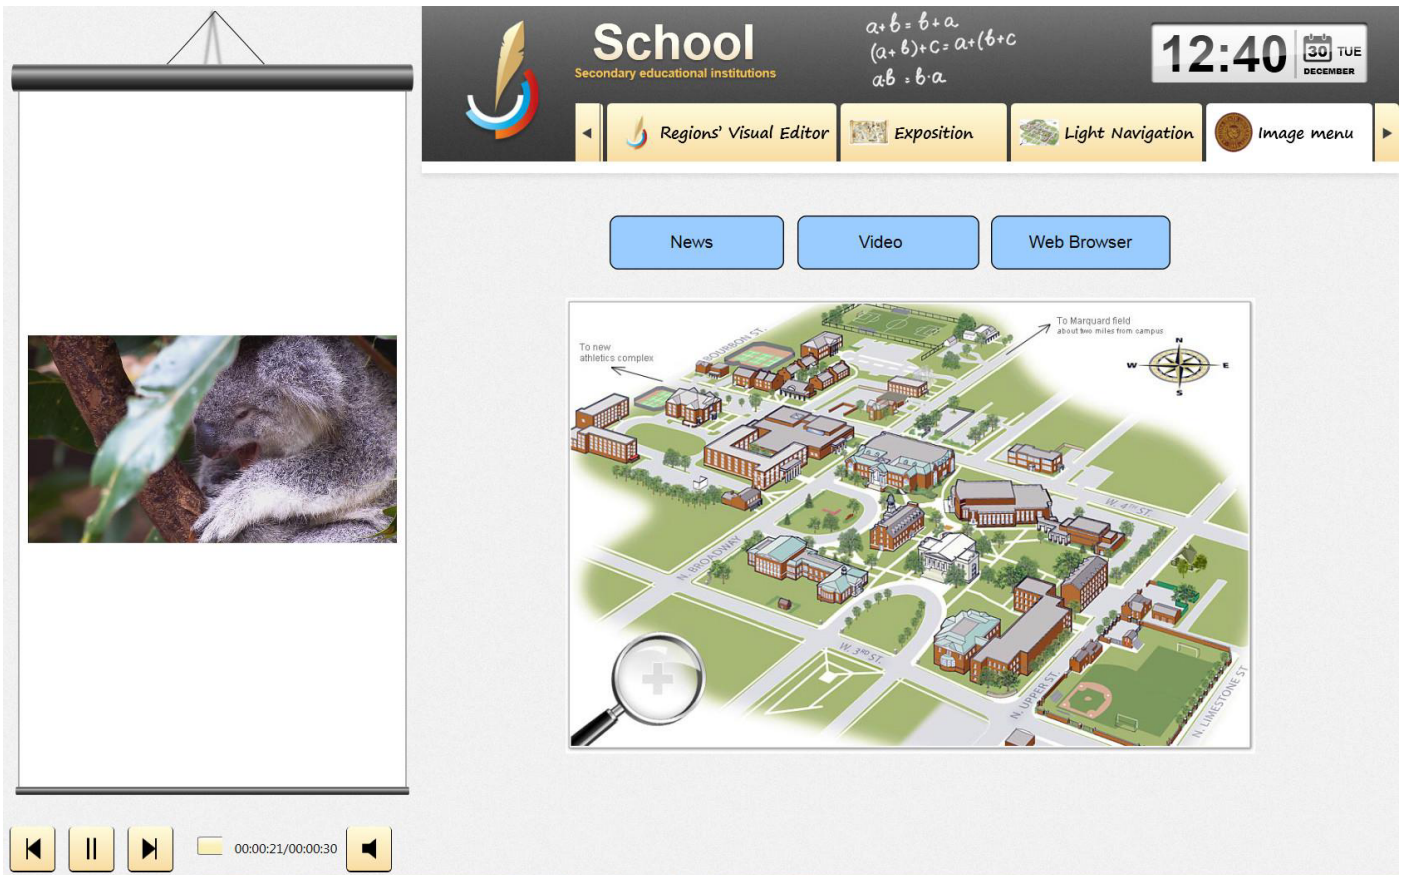 School
Secondary educational institutions
a+b = b+a
(a+b)+c = a+(b+c
a·b = b·a
12:40
30 TUE
DECEMBER
Regions' Visual Editor
Exposition
Light Navigation
Image menu
News
Video
Web Browser
To Marquard field
about two miles from campus
To new
athletics complex
BOURBON ST.
N
W
E
S
W. 4TH ST.
N. BROADWAY
W. 3RD ST.
N. UPPER ST.
N. LIMESTONE ST
00:00:21/00:00:30